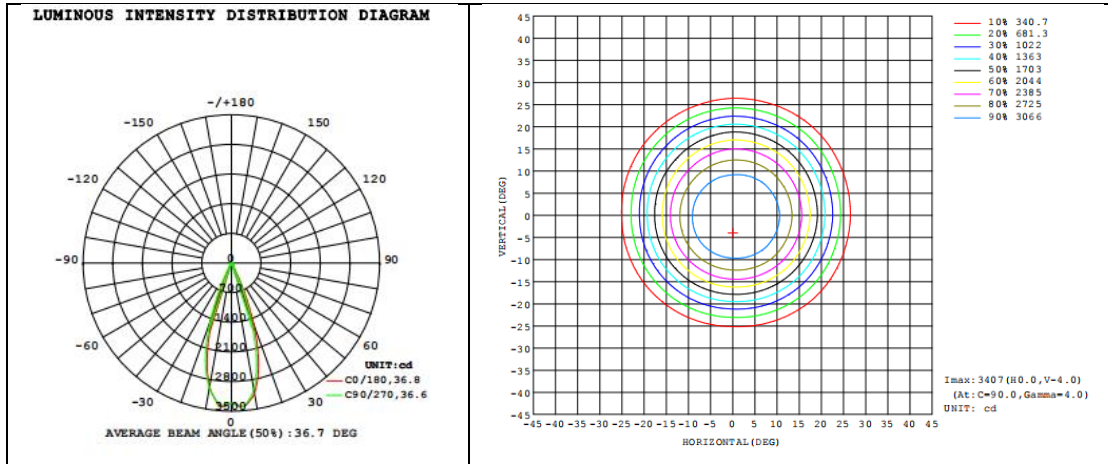 LUMINOUS INTENSITY DISTRIBUTION DIAGRAM
-/+180
-150 150
-120 120
-90 0 90
700
1400
-60 2100 60
UNIT:cd
2800 C0/180,36.8
-30 3500 30 C90/270,36.6
0
AVERAGE BEAM ANGLE(50%):36.7 DEG
45
40
35
30
25
20
15
10
5
0
-5
-10
-15
-20
-25
-30
-35
-40
-45
VERTICAL(DEG)
-45 -40 -35 -30 -25 -20 -15 -10 -5 0 5 10 15 20 25 30 35 40 45
HORIZONTAL(DEG)
10% 340.7
20% 681.3
30% 1022
40% 1363
50% 1703
60% 2044
70% 2385
80% 2725
90% 3066
Imax:3407(H0.0,V-4.0)
(At:C=90.0,Gamma=4.0)
UNIT: cd